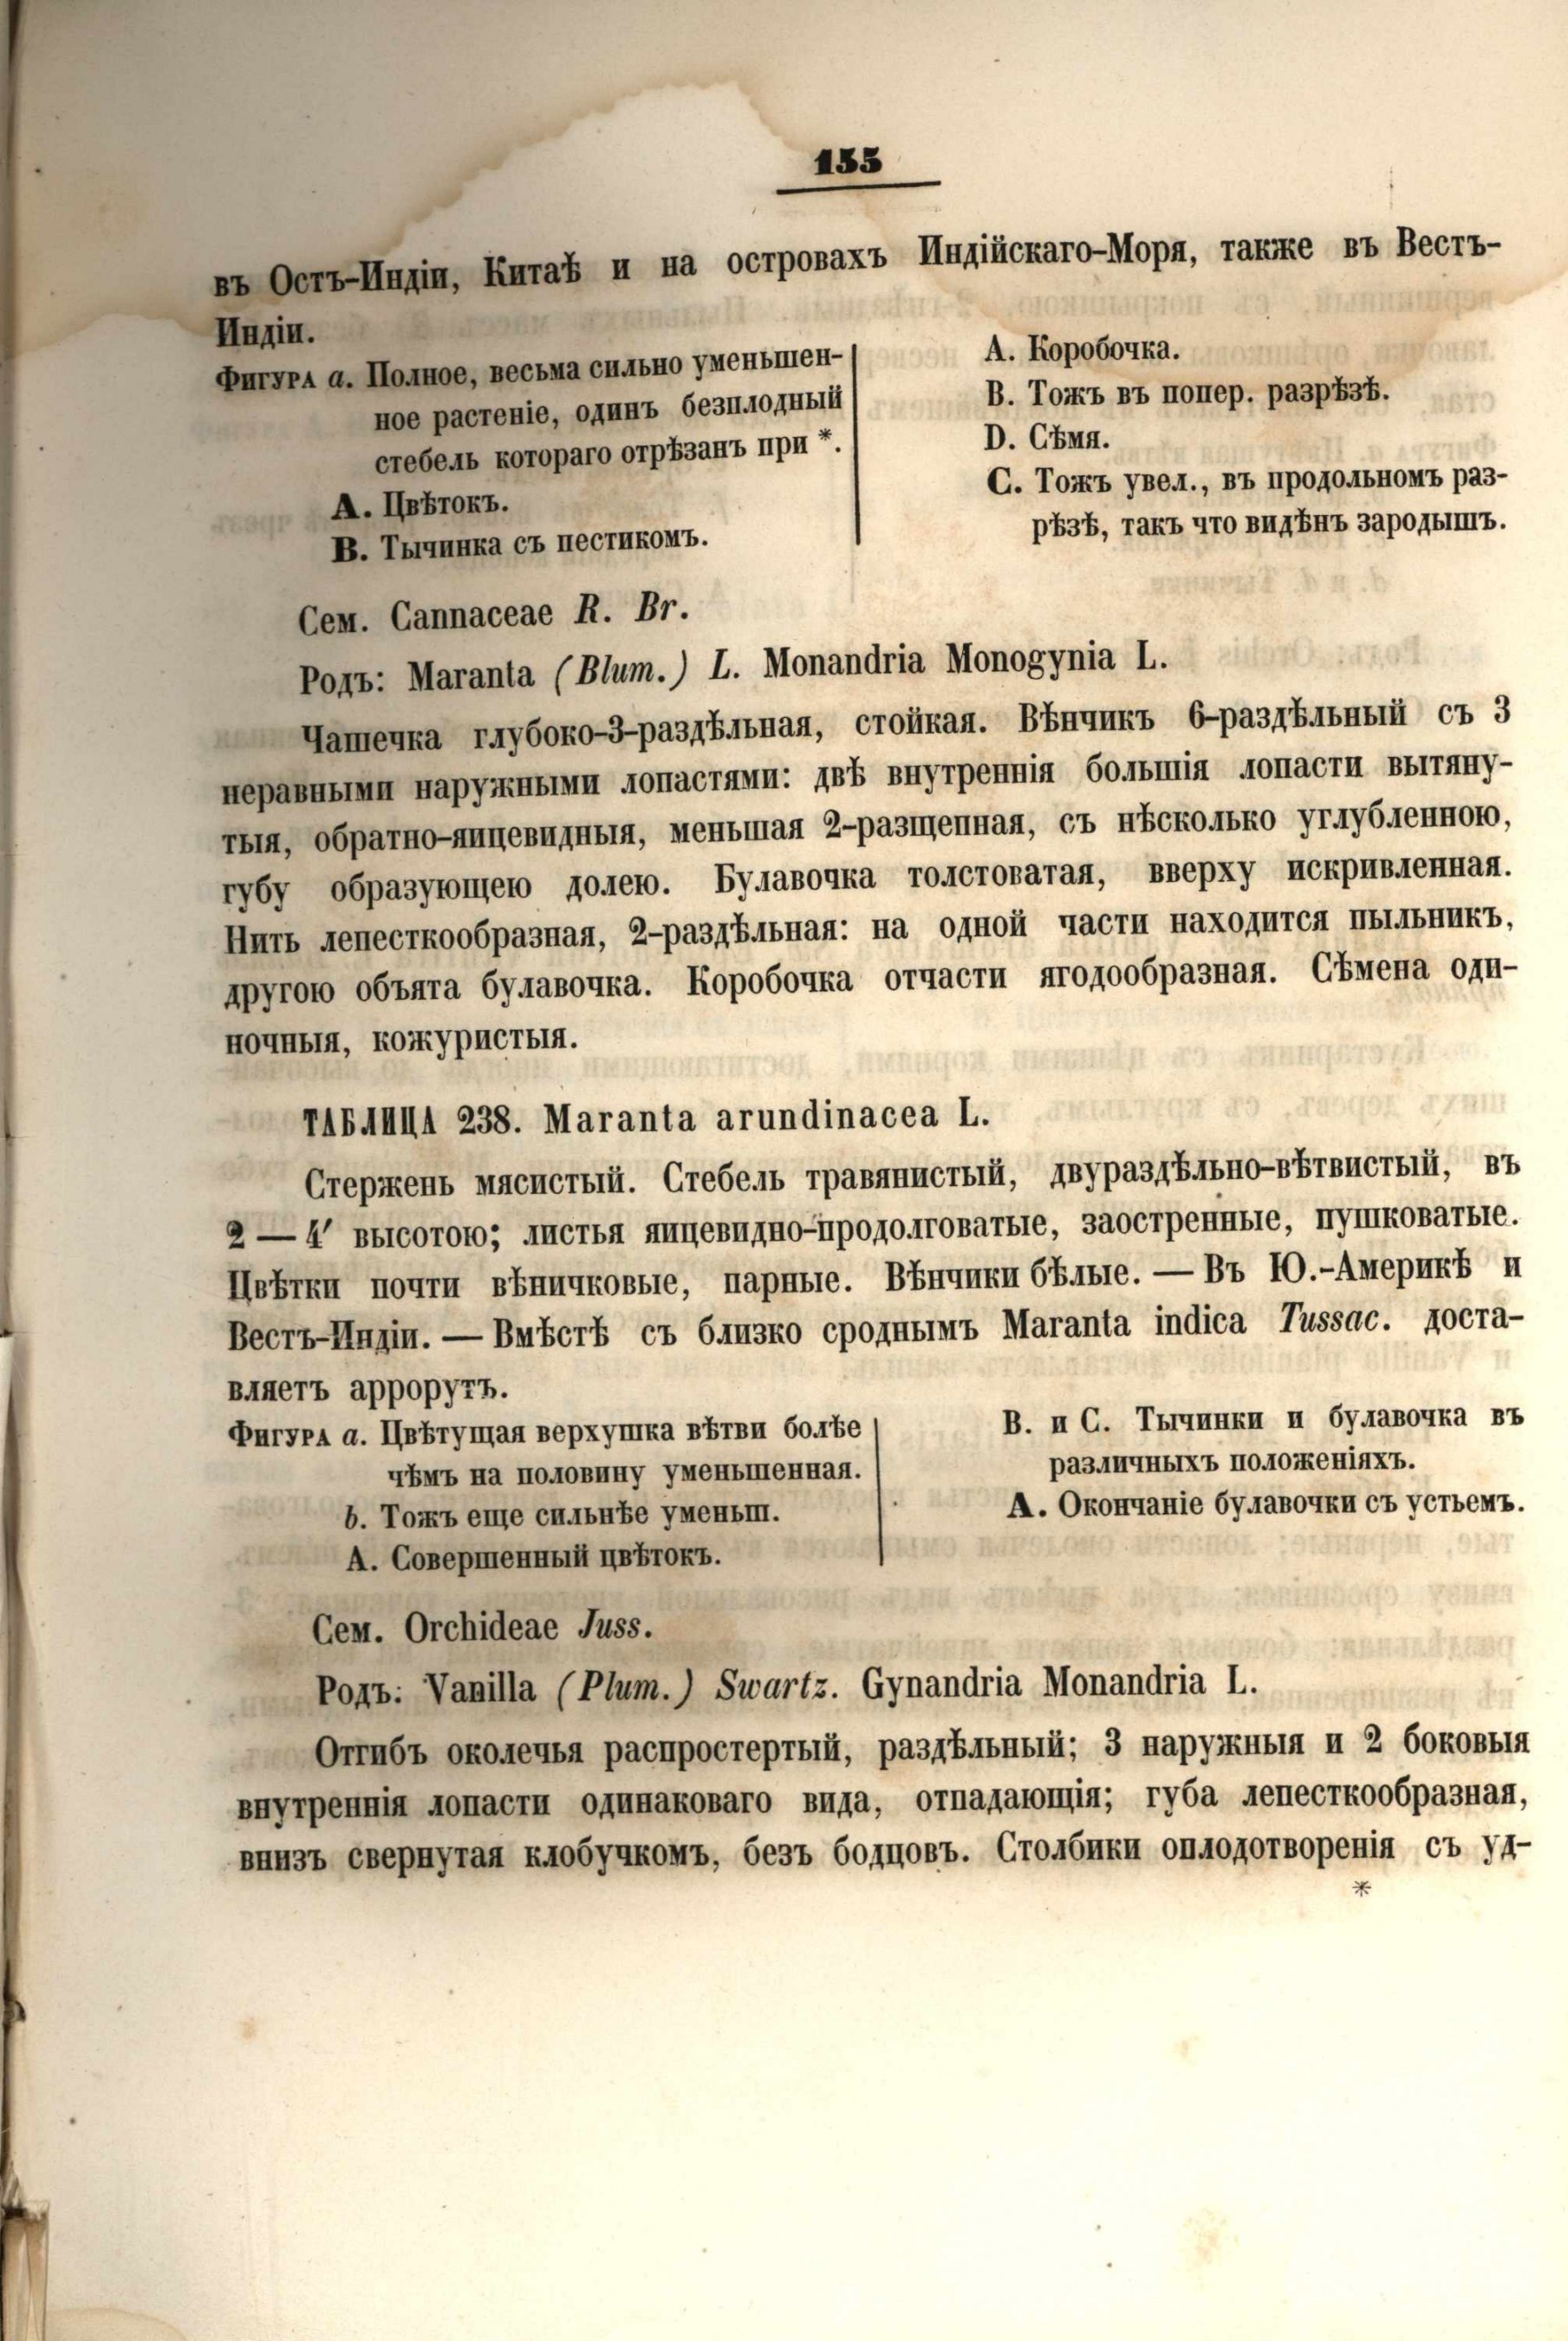 155
въ Остъ-Индіи, Китаѣ и на островахъ Индійскаго-Моря, также въ Вестъ-
Индіи.
Фигура a. Полное, весьма сильно уменьшен-
ное растеніе, одинъ безплодный
стебель котораго отрѣзанъ при *.
A. Цвѣтокъ.
B. Тычинка съ пестикомъ.
A. Коробочка.
B. Тожъ въ попер. разрѣзѣ.
D. Сѣмя.
C. Тожъ увел., въ продольномъ раз-
рѣзѣ, такъ что видѣнъ зародышъ.
Сем. Cannaceae R. Br.
Родъ: Maranta (Blum.) L. Monandria Monogynia L.
Чашечка глубоко-3-раздѣльная, стойкая. Вѣнчикъ 6-раздѣльный съ 3
неравными наружными лопастями: двѣ внутреннія большія лопасти вытяну-
тыя, обратно-яицевидныя, меньшая 2-разщепная, съ нѣсколько углубленною,
губу образующею долею. Булавочка толстоватая, вверху искривленная.
Нить лепесткообразная, 2-раздѣльная: на одной части находится пыльникъ,
другою объята булавочка. Коробочка отчасти ягодообразная. Сѣмена оди-
ночныя, кожуристыя.
ТАБЛИЦА 238. Maranta arundinacea L.
Стержень мясистый. Стебель травянистый, двураздѣльно-вѣтвистый, въ
2 — 4′ высотою; листья яицевидно-продолговатые, заостренные, пушковатые.
Цвѣтки почти вѣничковые, парные. Вѣнчики бѣлые. — Въ Ю.-Америкѣ и
Вестъ-Индіи. — Вмѣстѣ съ близко сроднымъ Maranta indica Tussac. доста-
вляетъ аррорутъ.
Фигура a. Цвѣтущая верхушка вѣтви болѣе
чѣмъ на половину уменьшенная.
b. Тожъ еще сильнѣе уменьш.
A. Совершенный цвѣтокъ.
B. и C. Тычинки и булавочка въ
различныхъ положеніяхъ.
A. Окончаніе булавочки съ устьемъ.
Сем. Orchideae Juss.
Родъ: Vanilla (Plum.) Swartz. Gynandria Monandria L.
Отгибъ околечья распростертый, раздѣльный; 3 наружныя и 2 боковыя
внутреннія лопасти одинаковаго вида, отпадающія; губа лепесткообразная,
внизъ свернутая клобучкомъ, безъ бодцовъ. Столбики оплодотворенія съ уд-
*